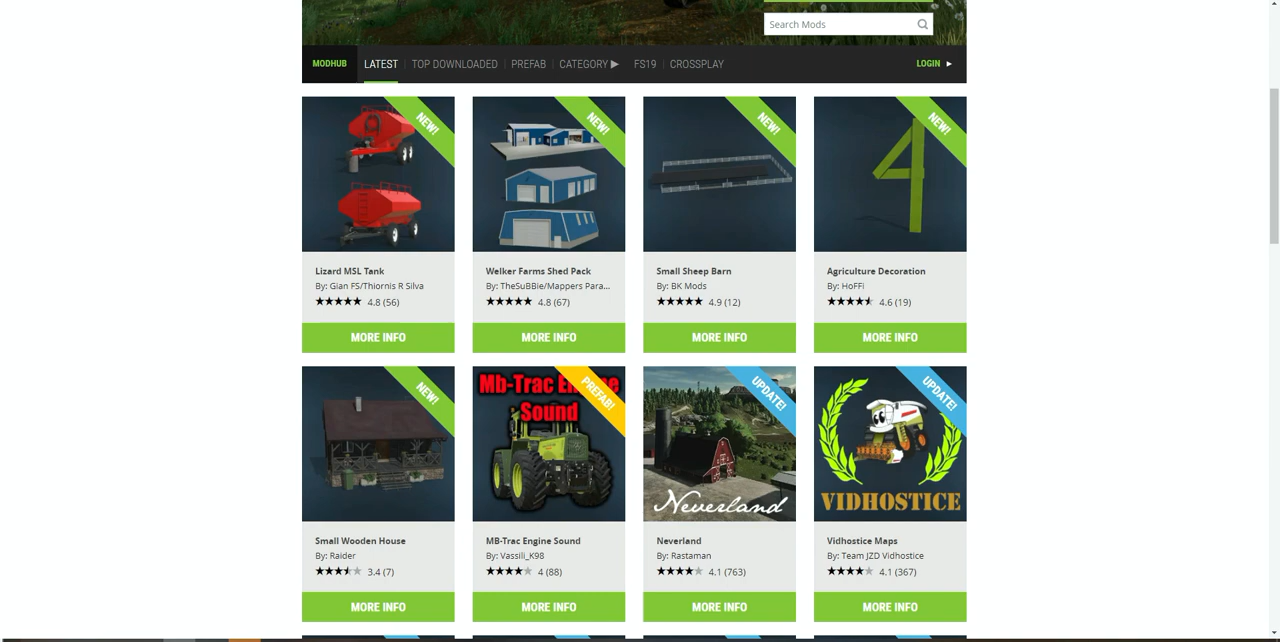 Search Mods
MODHUB
LATEST
TOP DOWNLOADED
PREFAB
CATEGORY ▶
FS19
CROSSPLAY
LOGIN ▶
NEW!
NEW!
NEW!
NEW!
Lizard MSL Tank
By: Gian FS/Thiornis R Silva
4.8 (56)
MORE INFO
Welker Farms Shed Pack
By: TheSuBBie/Mappers Para...
4.8 (67)
MORE INFO
Small Sheep Barn
By: BK Mods
4.9 (12)
MORE INFO
Agriculture Decoration
By: HoFFi
4.6 (19)
MORE INFO
NEW!
Mb-Trac Engine
Sound
PREFAB!
UPDATE!
Neverland
UPDATE!
VIDHOSTICE
Small Wooden House
By: Raider
3.4 (7)
MORE INFO
MB-Trac Engine Sound
By: Vassili_K98
4 (88)
MORE INFO
Neverland
By: Rastaman
4.1 (763)
MORE INFO
Vidhostice Maps
By: Team JZD Vidhostice
4.1 (367)
MORE INFO